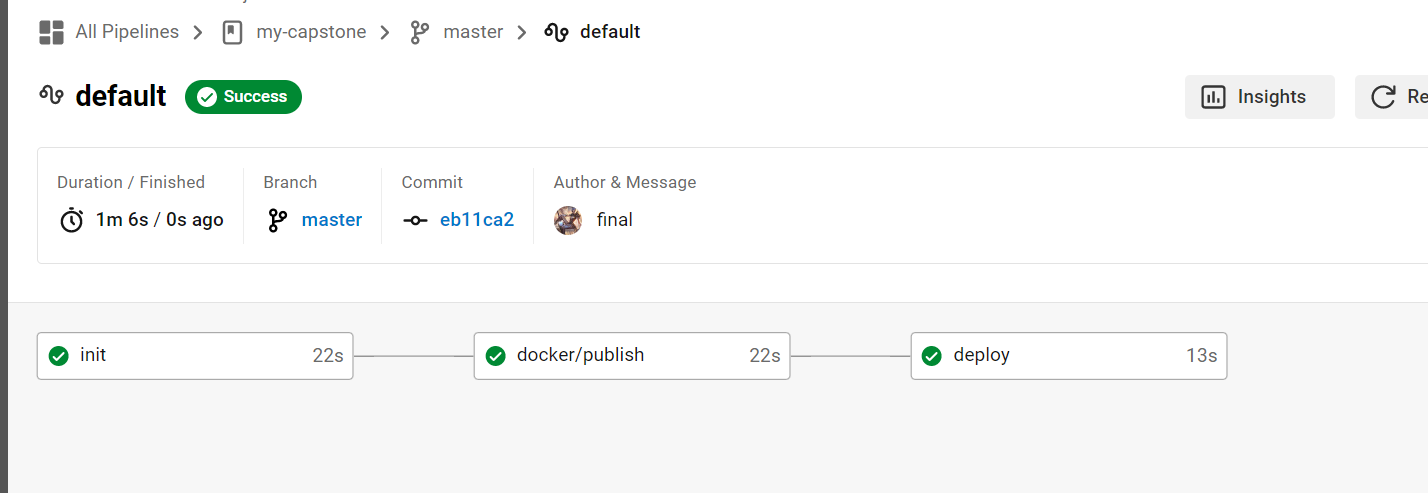 All Pipelines my-capstone master default
default Success Insights Re
Duration / Finished Branch Commit Author & Message
1m 6s / 0s ago master eb11ca2 final
init 22s docker/publish 22s deploy 13s